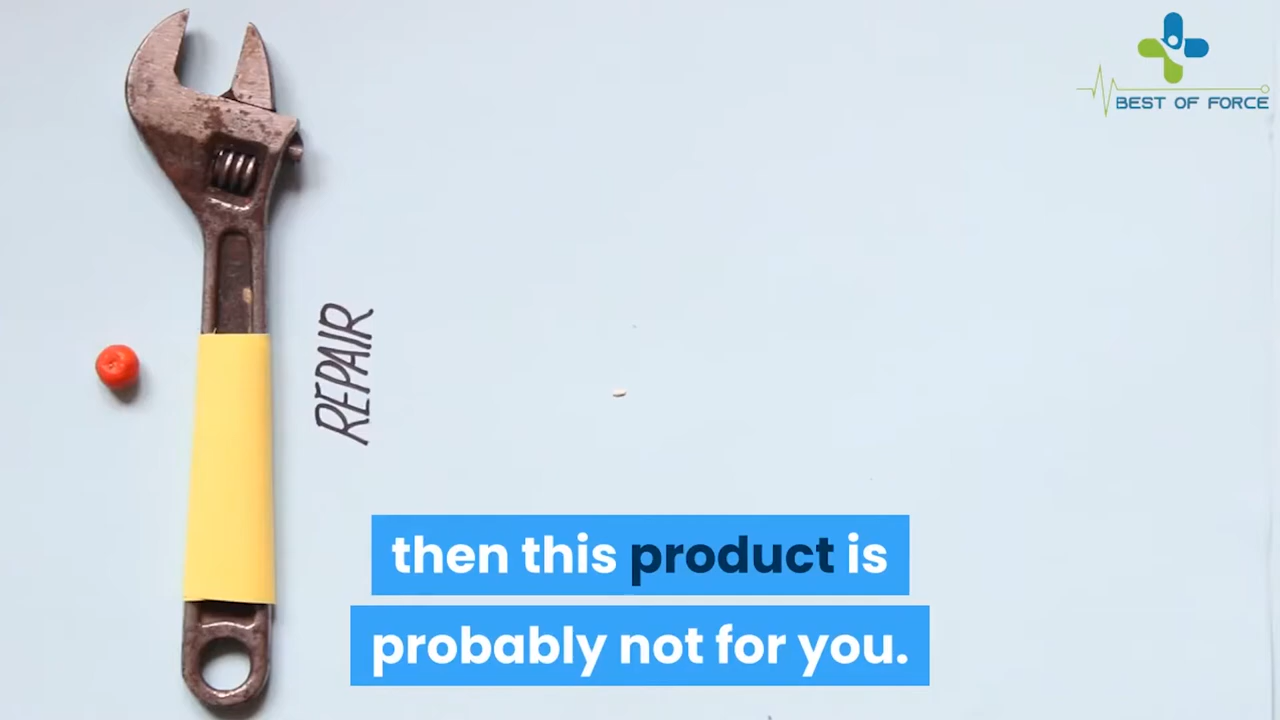 BEST OF FORCE
REPAIR
then this product is
probably not for you.